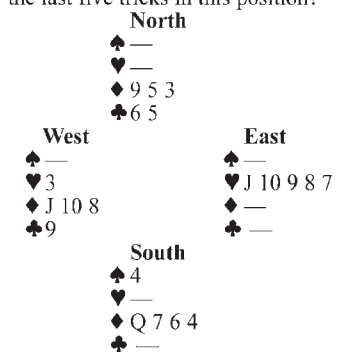 the last five tricks in this position?
North
♠ —
♥ —
♦ 9 5 3
♣ 6 5
West East
♠ — ♠ —
♥ 3 ♥ J 10 9 8 7
♦ J 10 8 ♦ —
♣ 9 ♣ —
South
♠ 4
♥ —
♦ Q 7 6 4
♣ —